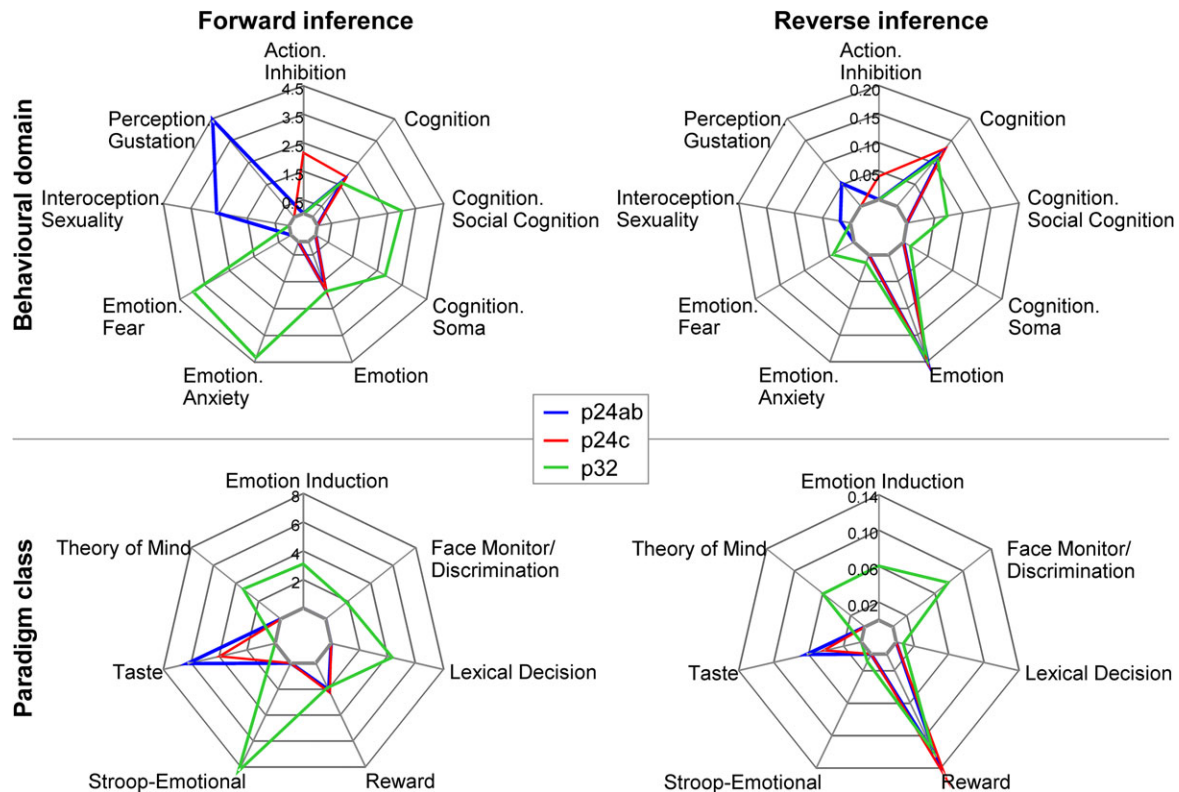 Forward inference
Reverse inference
Behavioural domain
Action.
Inhibition
4.5
3.5
2.5
1.5
0.5
Cognition
Cognition.
Social Cognition
Cognition.
Soma
Emotion
Emotion.
Anxiety
Emotion.
Fear
Interoception.
Sexuality
Perception.
Gustation
Action.
Inhibition
0.20
0.15
0.10
0.05
Cognition
Cognition.
Social Cognition
Cognition.
Soma
Emotion
Emotion.
Anxiety
Emotion.
Fear
Interoception.
Sexuality
Perception.
Gustation
p24ab
p24c
p32
Paradigm class
Emotion Induction
8
6
4
2
Face Monitor/
Discrimination
Lexical Decision
Reward
Stroop-Emotional
Taste
Theory of Mind
Emotion Induction
0.14
0.10
0.06
0.02
Face Monitor/
Discrimination
Lexical Decision
Reward
Stroop-Emotional
Taste
Theory of Mind